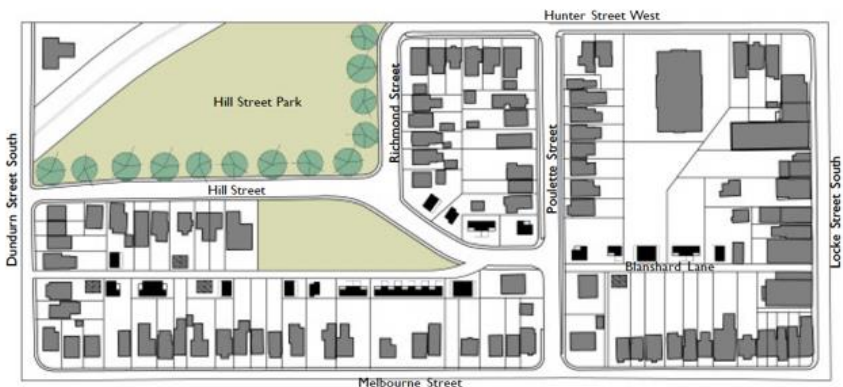 Hunter Street West
Hill Street Park
Richmond Street
Poulette Street
Dundurn Street South
Hill Street
Locke Street South
Blanshard Lane
Melbourne Street